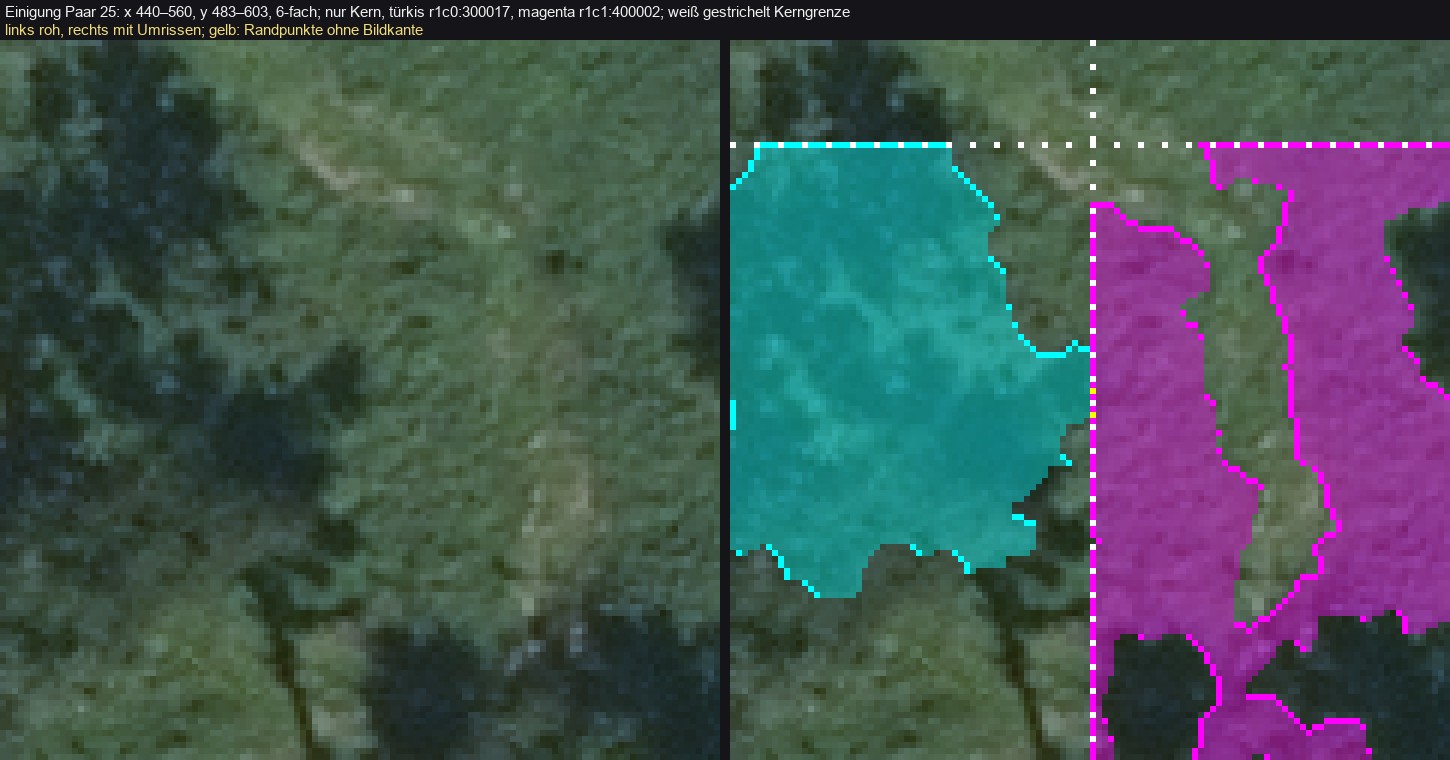 Einigung Paar 25: x 440–560, y 483–603, 6-fach; nur Kern, türkis r1c0:300017, magenta r1c1:400002; weiß gestrichelt Kerngrenze
links roh, rechts mit Umrissen; gelb: Randpunkte ohne Bildkante